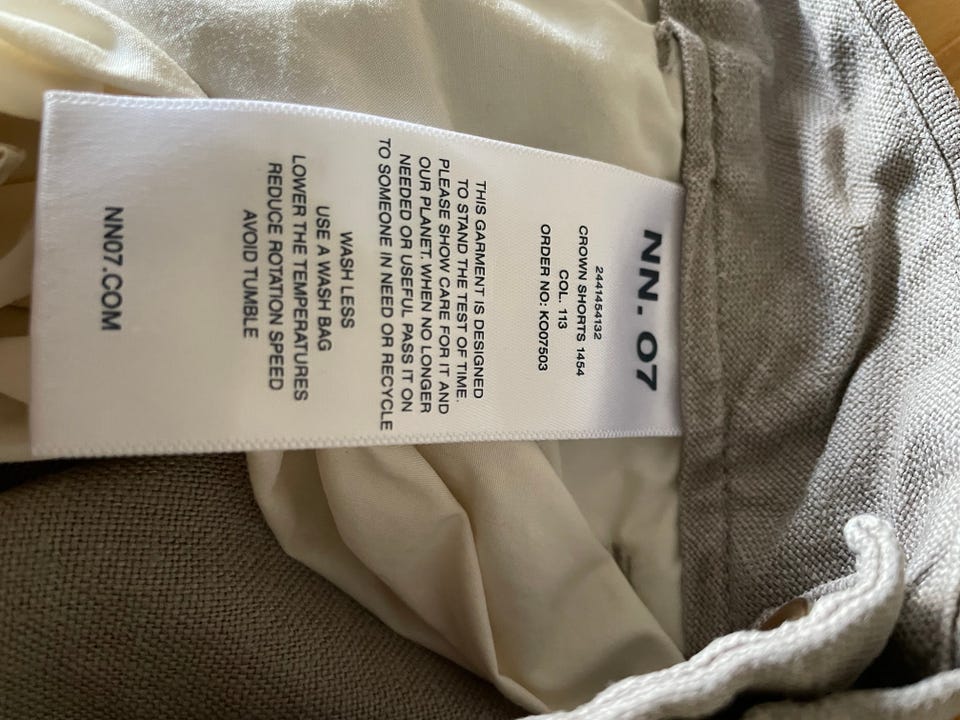 NN. 07
2441454132
CROWN SHORTS 1454
COL. 113
ORDER NO: KO07503
THIS GARMENT IS DESIGNED
TO STAND THE TEST OF TIME.
PLEASE SHOW CARE FOR IT AND
OUR PLANET. WHEN NO LONGER
NEEDED OR USEFUL PASS IT ON
TO SOMEONE IN NEED OR RECYCLE
WASH LESS
USE A WASH BAG
LOWER THE TEMPERATURES
REDUCE ROTATION SPEED
AVOID TUMBLE
NN07.COM